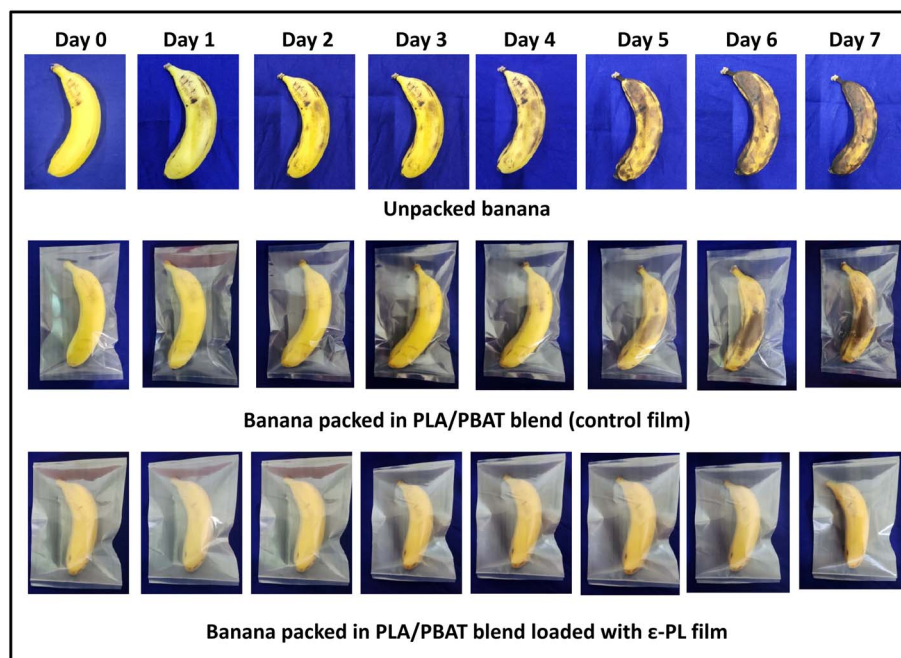 Day 0 Day 1 Day 2 Day 3 Day 4 Day 5 Day 6 Day 7
Unpacked banana
Banana packed in PLA/PBAT blend (control film)
Banana packed in PLA/PBAT blend loaded with ε-PL film